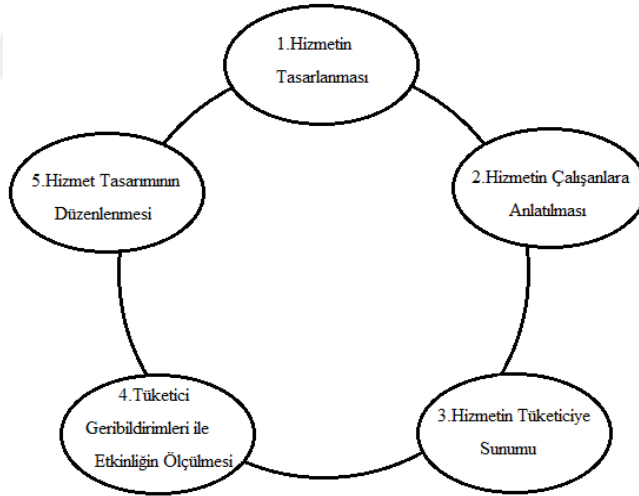 1.Hizmetin
Tasarlanması
2.Hizmetin Çalışanlara
Anlatılması
3.Hizmetin Tüketiciye
Sunumu
4.Tüketici
Geribildirimleri ile
Etkinliğin Ölçülmesi
5.Hizmet Tasarımının
Düzenlenmesi